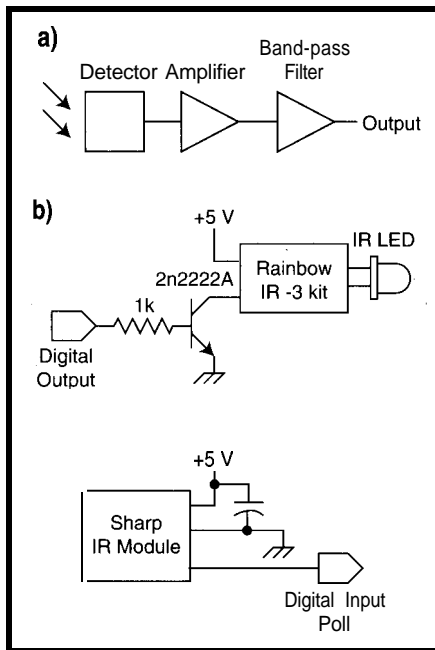 a)
Detector
Amplifier
Band-pass
Filter
Output
b)
+5 V
IR LED
Rainbow
IR -3 kit
2n2222A
1k
Digital
Output
+5 V
Sharp
IR Module
Digital Input
Poll